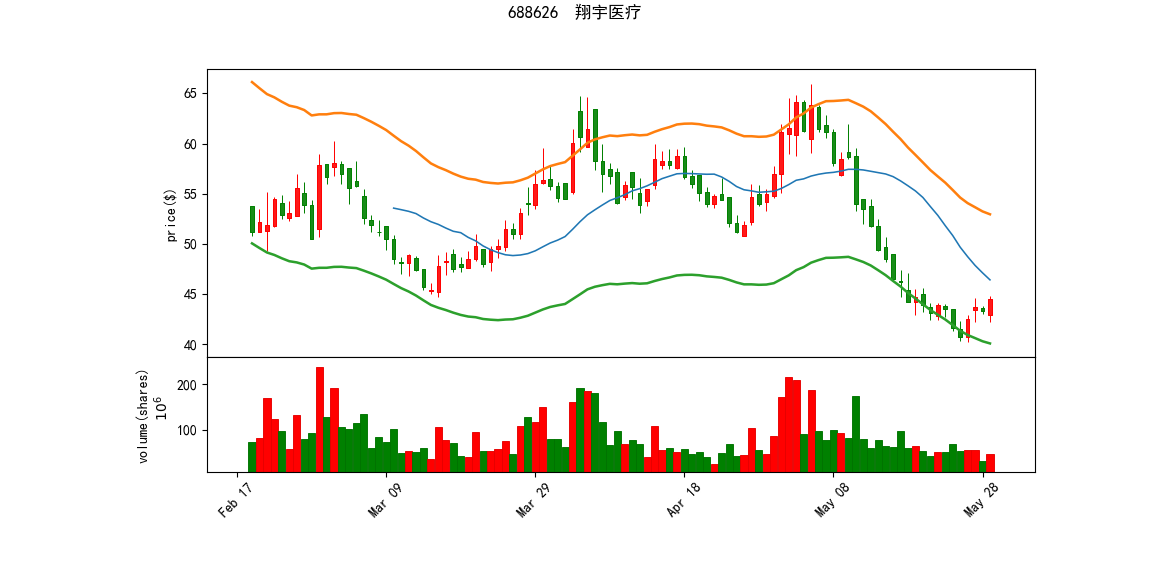 688626  翔宇医疗
65
60
55
50
45
40
price($)
200
100
volume(shares)
10^6
Feb 17
Mar 09
Mar 29
Apr 18
May 08
May 28